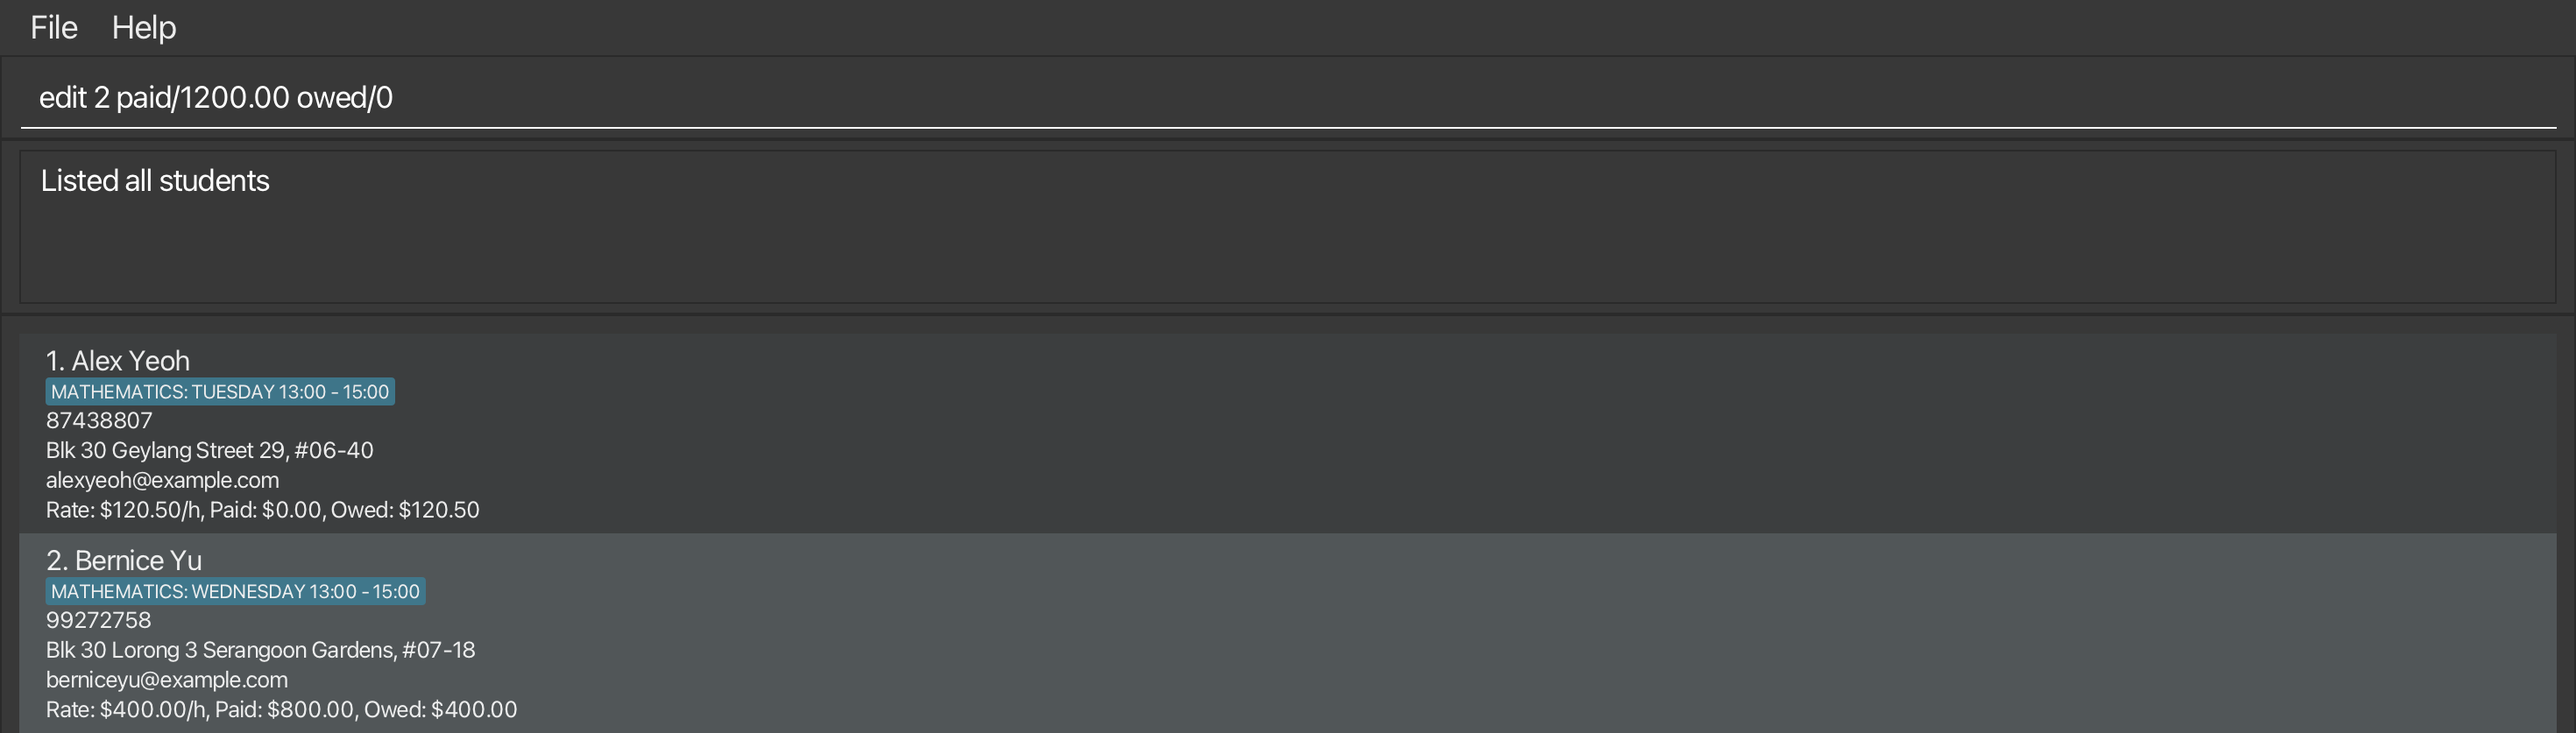 File Help
edit 2 paid/1200.00 owed/0
Listed all students
1. Alex Yeoh
MATHEMATICS: TUESDAY 13:00 - 15:00
87438807
Blk 30 Geylang Street 29, #06-40
alexyeoh@example.com
Rate: $120.50/h, Paid: $0.00, Owed: $120.50
2. Bernice Yu
MATHEMATICS: WEDNESDAY 13:00 - 15:00
99272758
Blk 30 Lorong 3 Serangoon Gardens, #07-18
berniceyu@example.com
Rate: $400.00/h, Paid: $800.00, Owed: $400.00